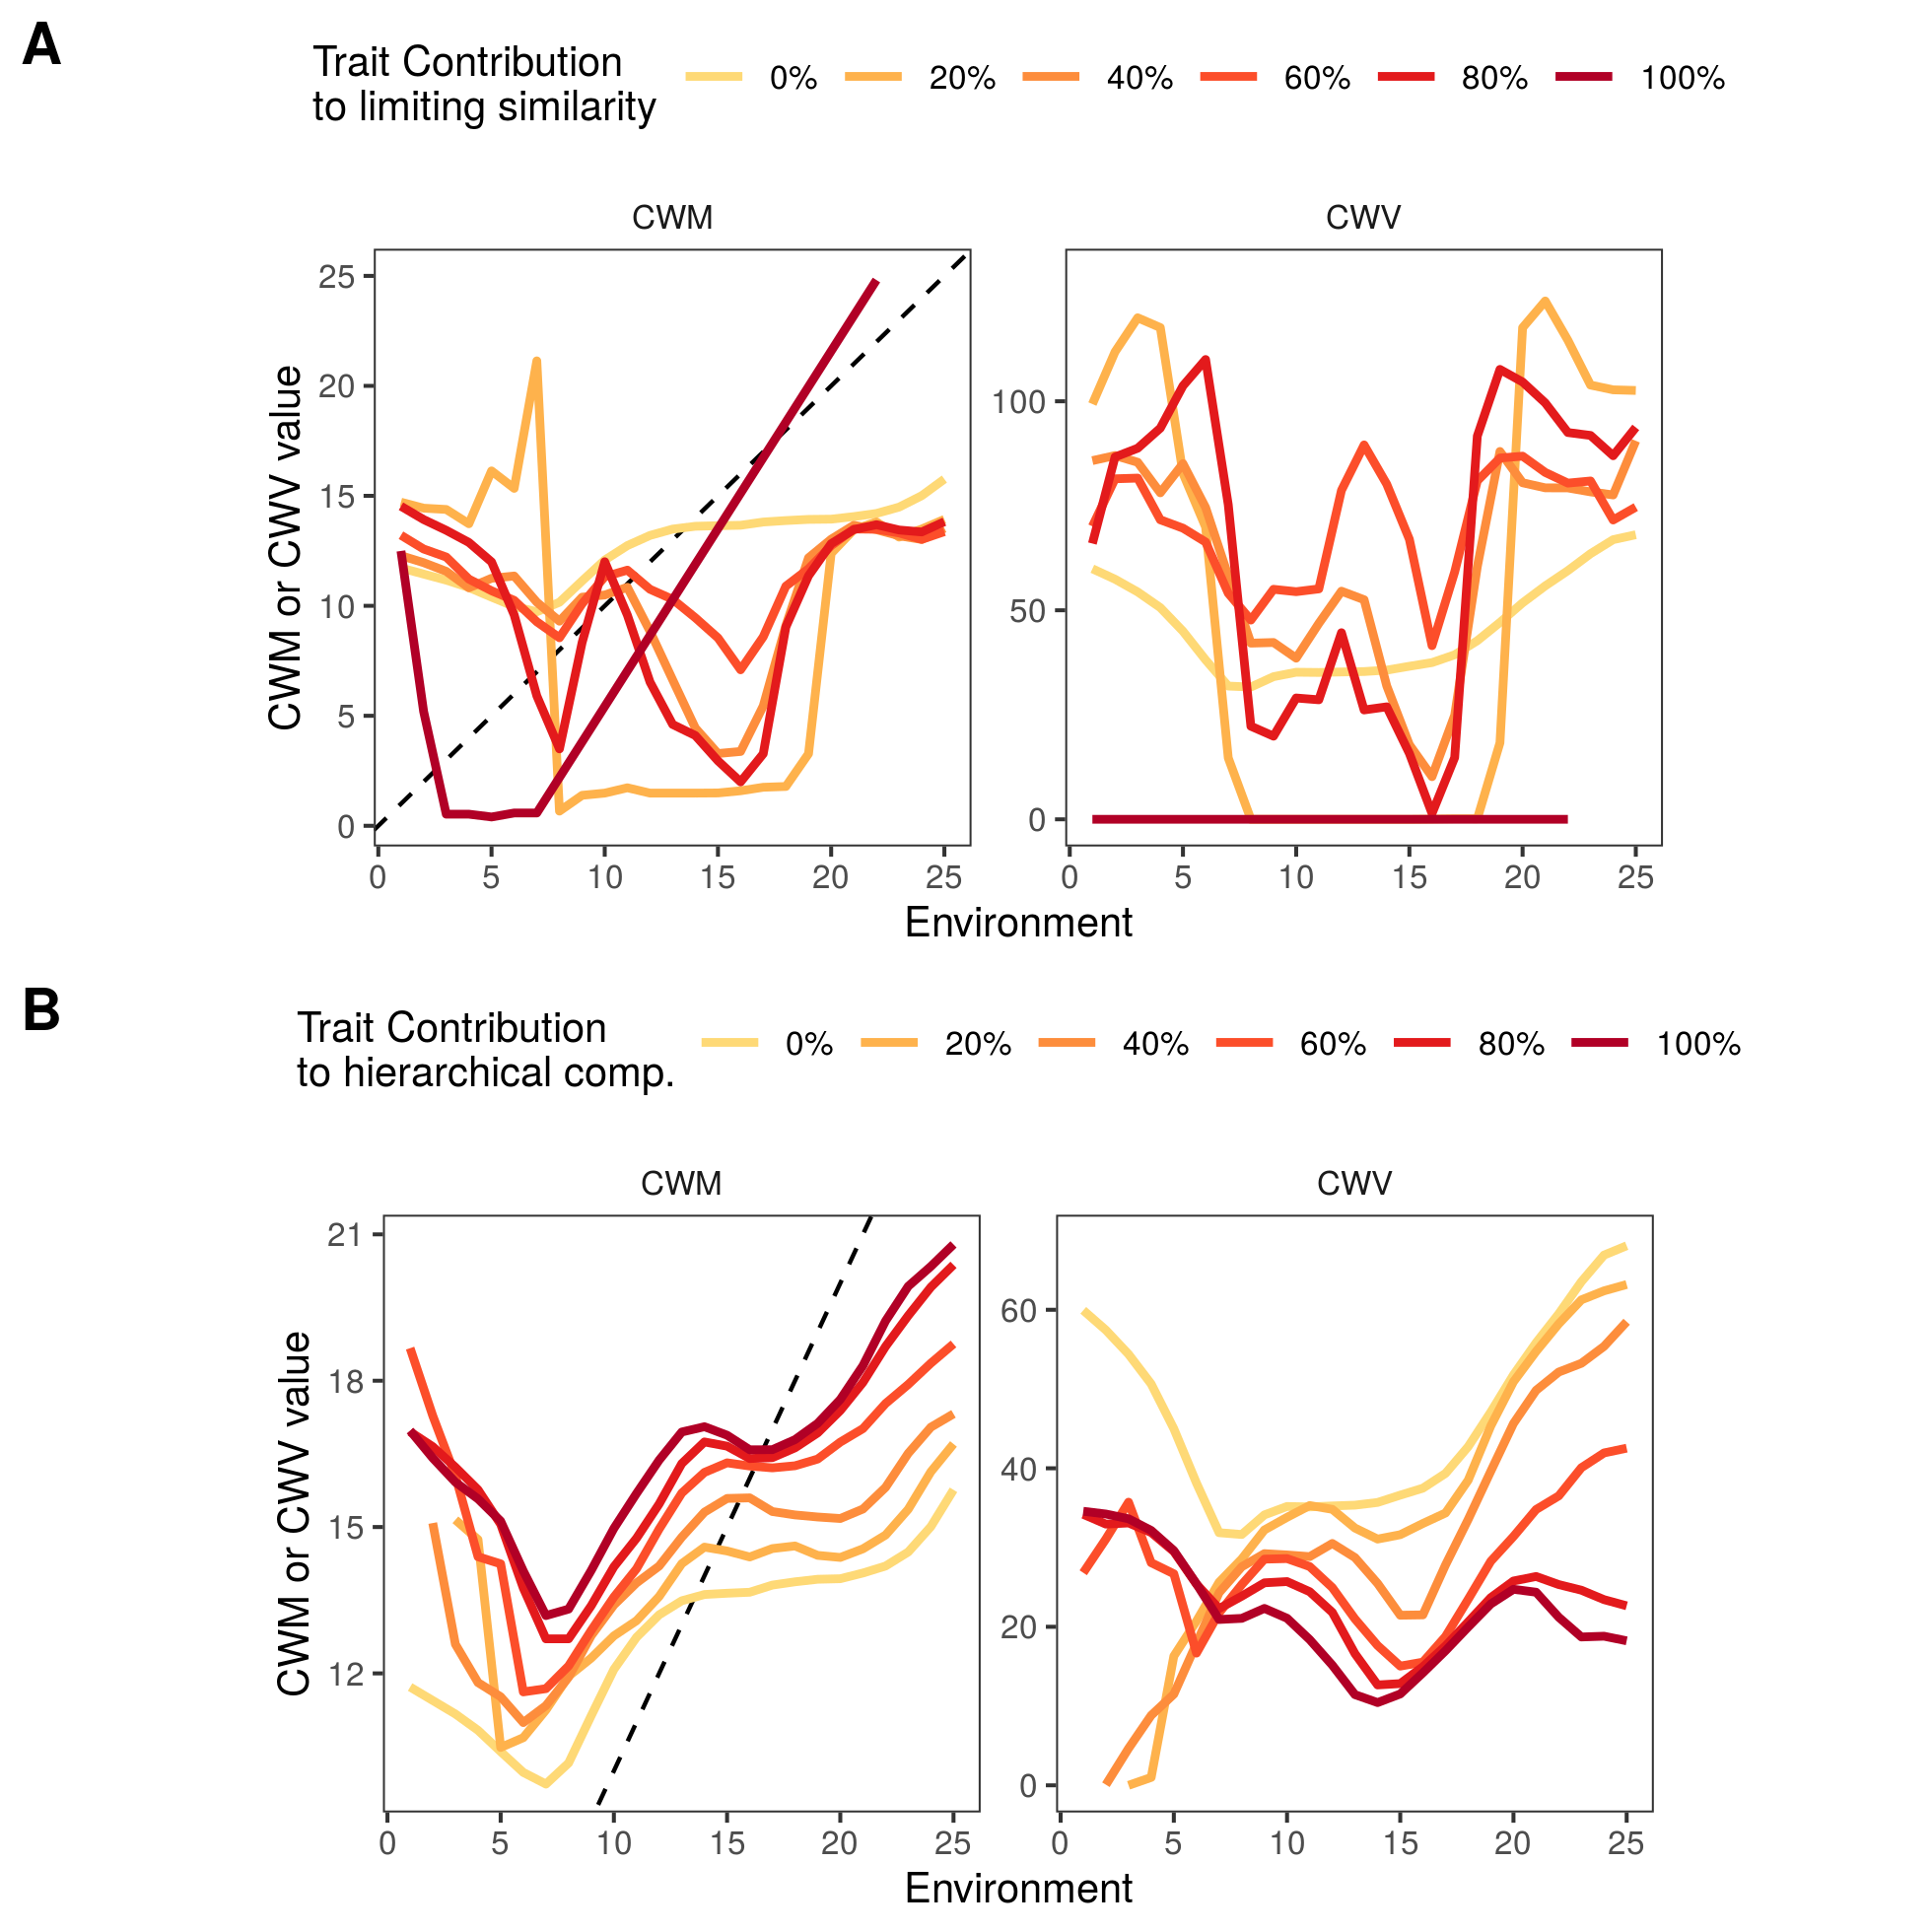 A
Trait Contribution
to limiting similarity
0% 20% 40% 60% 80% 100%
CWM CWV
CWM or CWV value
25
20
15
10
5
0
100
50
0
0 5 10 15 20 25
0 5 10 15 20 25
Environment
B
Trait Contribution
to hierarchical comp.
0% 20% 40% 60% 80% 100%
CWM CWV
CWM or CWV value
21
18
15
12
60
40
20
0
0 5 10 15 20 25
0 5 10 15 20 25
Environment